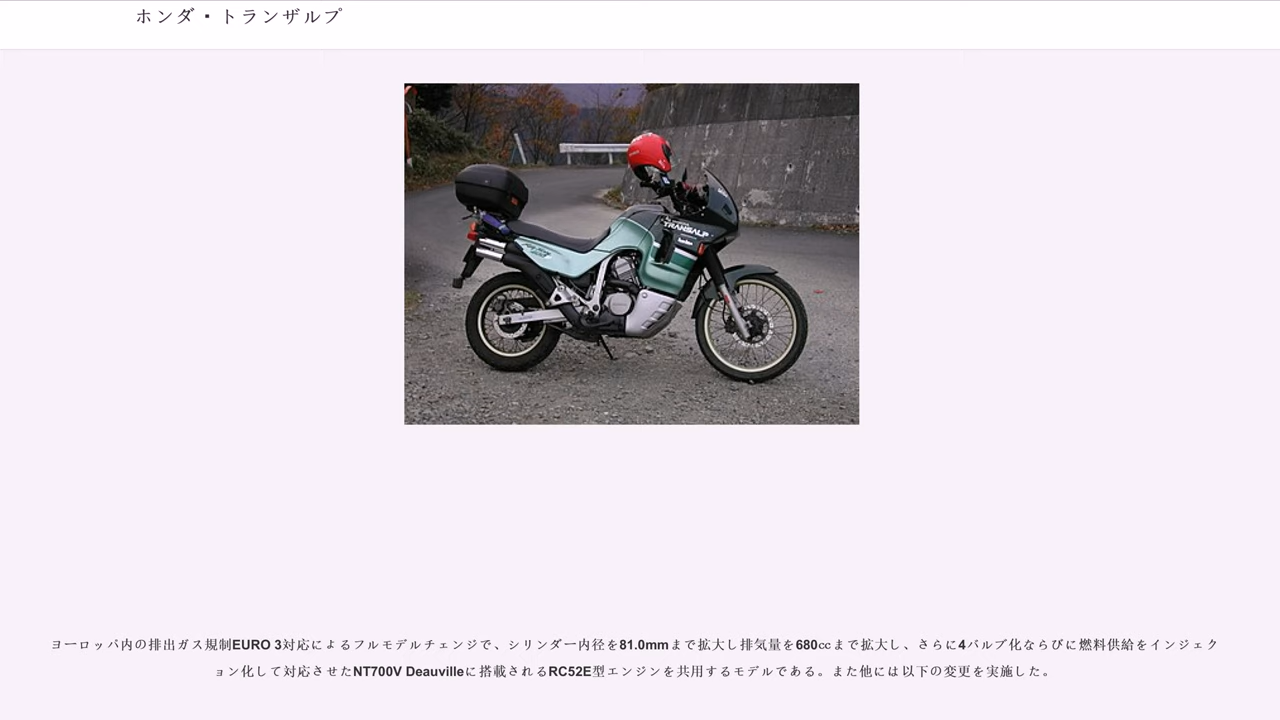 ホンダ・トランザルプ
TRANSALP
ヨーロッパ内の排出ガス規制EURO 3対応によるフルモデルチェンジで、シリンダー内径を81.0mmまで拡大し排気量を680ccまで拡大し、さらに4バルブ化ならびに燃料供給をインジェク
ョン化して対応させたNT700V Deauvilleに搭載されるRC52E型エンジンを共用するモデルである。また他には以下の変更を実施した。